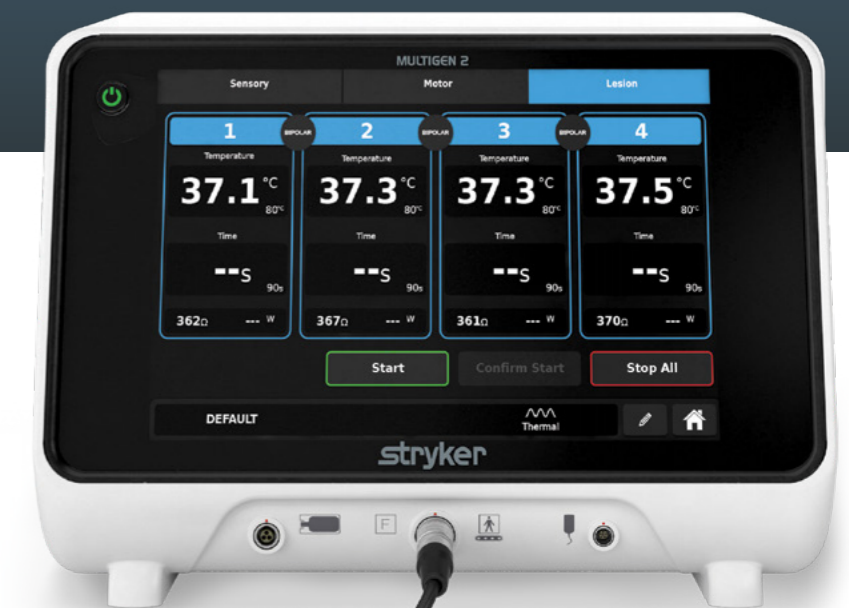 MULTIGEN 2
Sensory Motor Lesion
1 BIPOLAR 2 BIPOLAR 3 BIPOLAR 4
Temperature Temperature Temperature Temperature
37.1°C 37.3°C 37.3°C 37.5°C
80°C 80°C 80°C 80°C
Time Time Time Time
--s --s --s --s
90s 90s 90s 90s
362Ω --- W 367Ω --- W 361Ω --- W 370Ω --- W
Start Confirm Start Stop All
DEFAULT Thermal
stryker
F